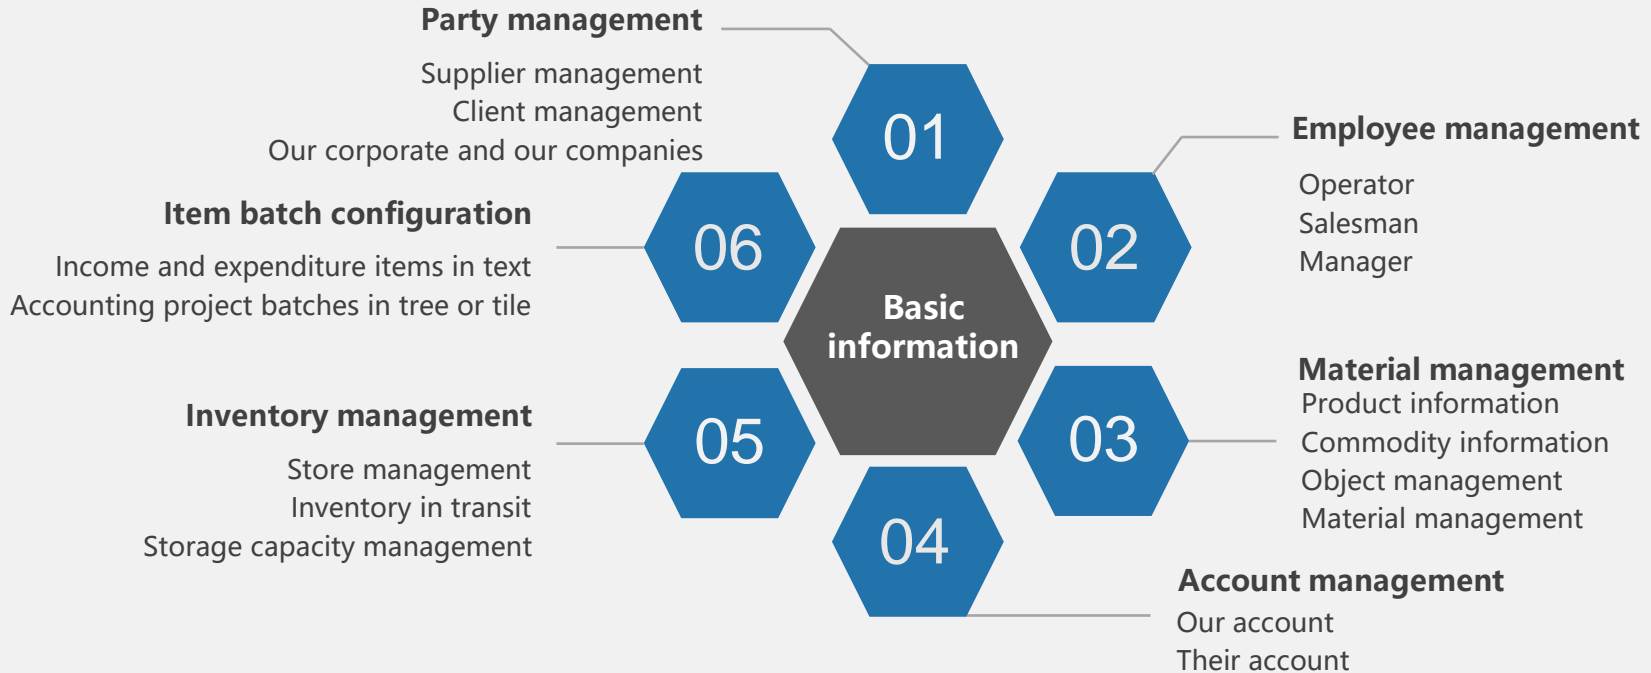 Party management
Supplier management
Client management
Our corporate and our companies
01
Employee management
Operator
Salesman
Manager
02
Item batch configuration
Income and expenditure items in text
Accounting project batches in tree or tile
06
Basic
information
Material management
Product information
Commodity information
Object management
Material management
03
Inventory management
Store management
Inventory in transit
Storage capacity management
05
04
Account management
Our account
Their account